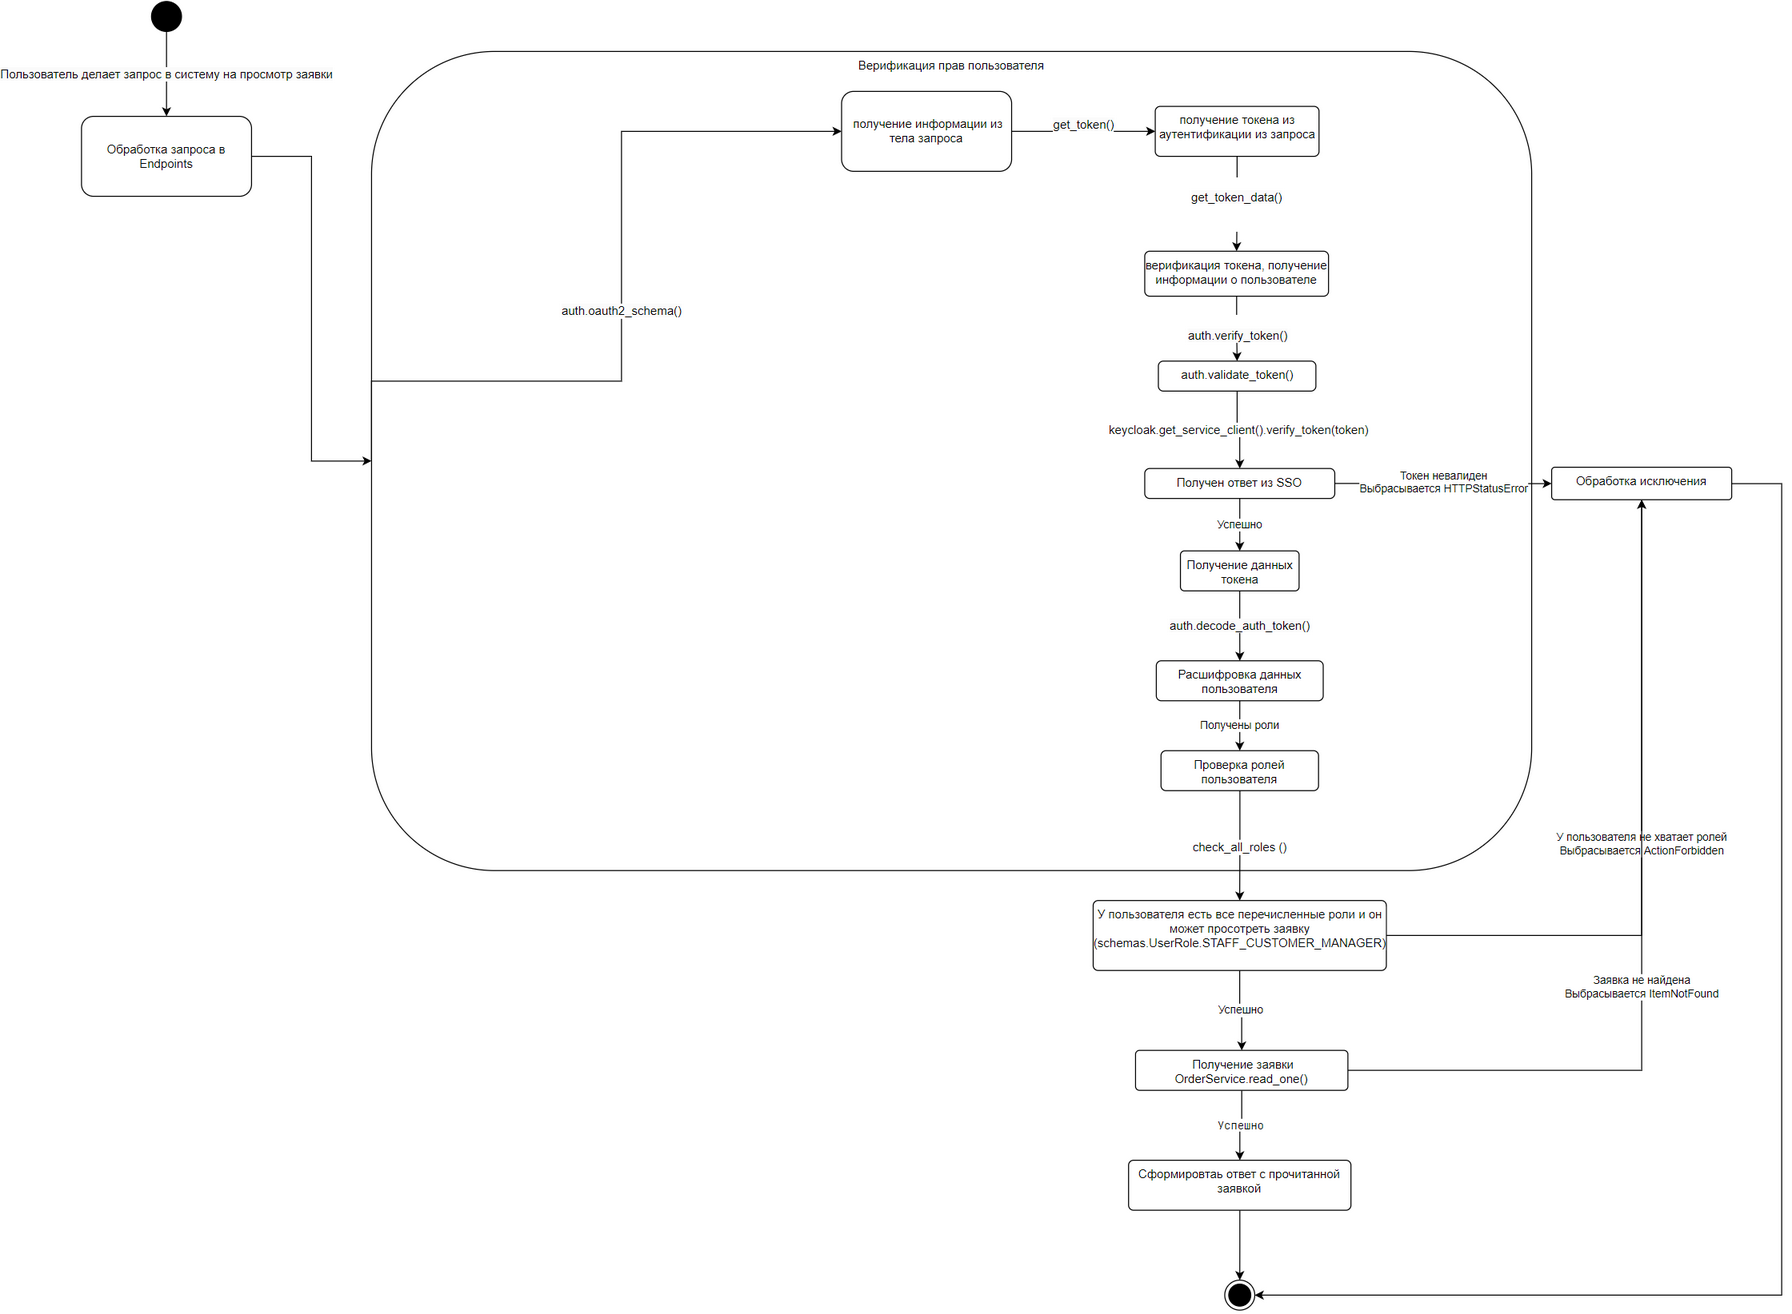 Пользователь делает запрос в систему на просмотр заявки
Обработка запроса в
Endpoints
Верификация прав пользователя
auth.oauth2_schema()
получение информации из
тела запроса
get_token()
получение токена из
аутентификации из запроса
get_token_data()
верификация токена, получение
информации о пользователе
auth.verify_token()
auth.validate_token()
keycloak.get_service_client().verify_token(token)
Получен ответ из SSO
Токен невалиден
Выбрасывается HTTPStatusError
Обработка исключения
Успешно
Получение данных
токена
auth.decode_auth_token()
Расшифровка данных
пользователя
Получены роли
Проверка ролей
пользователя
check_all_roles ()
У пользователя не хватает ролей
Выбрасывается ActionForbidden
У пользователя есть все перечисленные роли и он
может просотреть заявку
(schemas.UserRole.STAFF_CUSTOMER_MANAGER)
Заявка не найдена
Выбрасывается ItemNotFound
Успешно
Получение заявки
OrderService.read_one()
Успешно
Сформировтаь ответ с прочитанной
заявкой